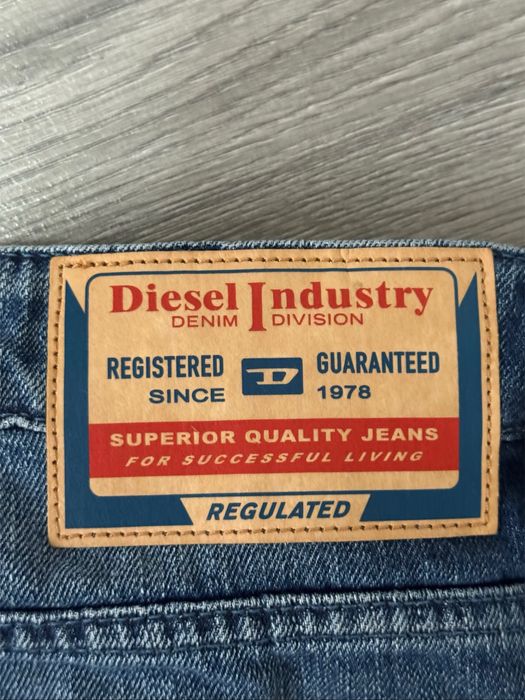 Diesel Industry
DENIM DIVISION
REGISTERED D GUARANTEED
SINCE 1978
SUPERIOR QUALITY JEANS
FOR SUCCESSFUL LIVING
REGULATED